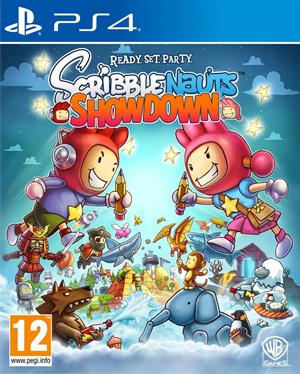 PS4
READY. SET. PARTY.
SCRIBBLENAUTS
SHOWDOWN
12
www.pegi.info
WB
GAMES